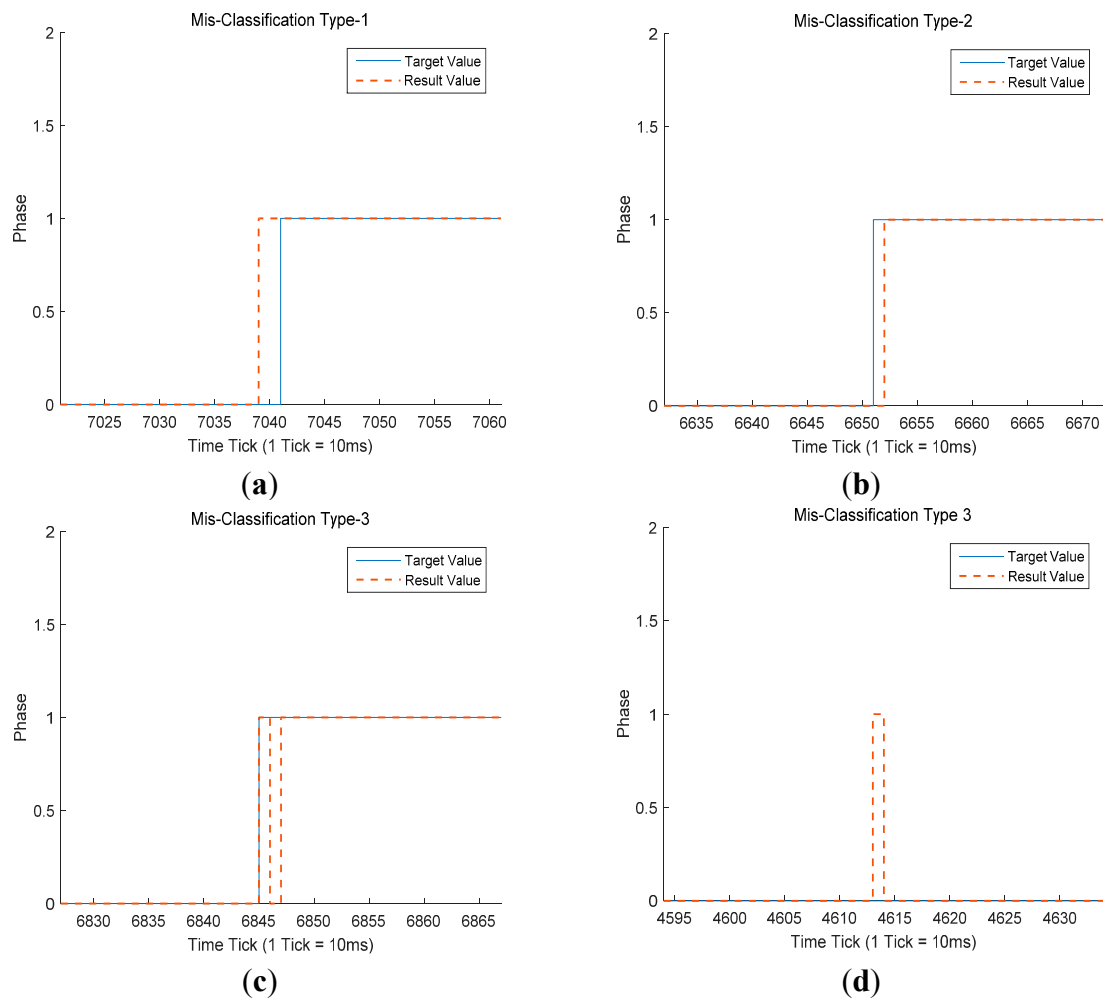 Mis-Classification Type-1
2
1.5
1
0.5
0
Phase
Target Value
Result Value
7025 7030 7035 7040 7045 7050 7055 7060
Time Tick (1 Tick = 10ms)
(a)
Mis-Classification Type-2
2
1.5
1
0.5
0
Phase
Target Value
Result Value
6635 6640 6645 6650 6655 6660 6665 6670
Time Tick (1 Tick = 10ms)
(b)
Mis-Classification Type-3
2
1.5
1
0.5
0
Phase
Target Value
Result Value
6830 6835 6840 6845 6850 6855 6860 6865
Time Tick (1 Tick = 10ms)
(c)
Mis-Classification Type 3
2
1.5
1
0.5
0
Phase
Target Value
Result Value
4595 4600 4605 4610 4615 4620 4625 4630
Time Tick (1 Tick = 10ms)
(d)